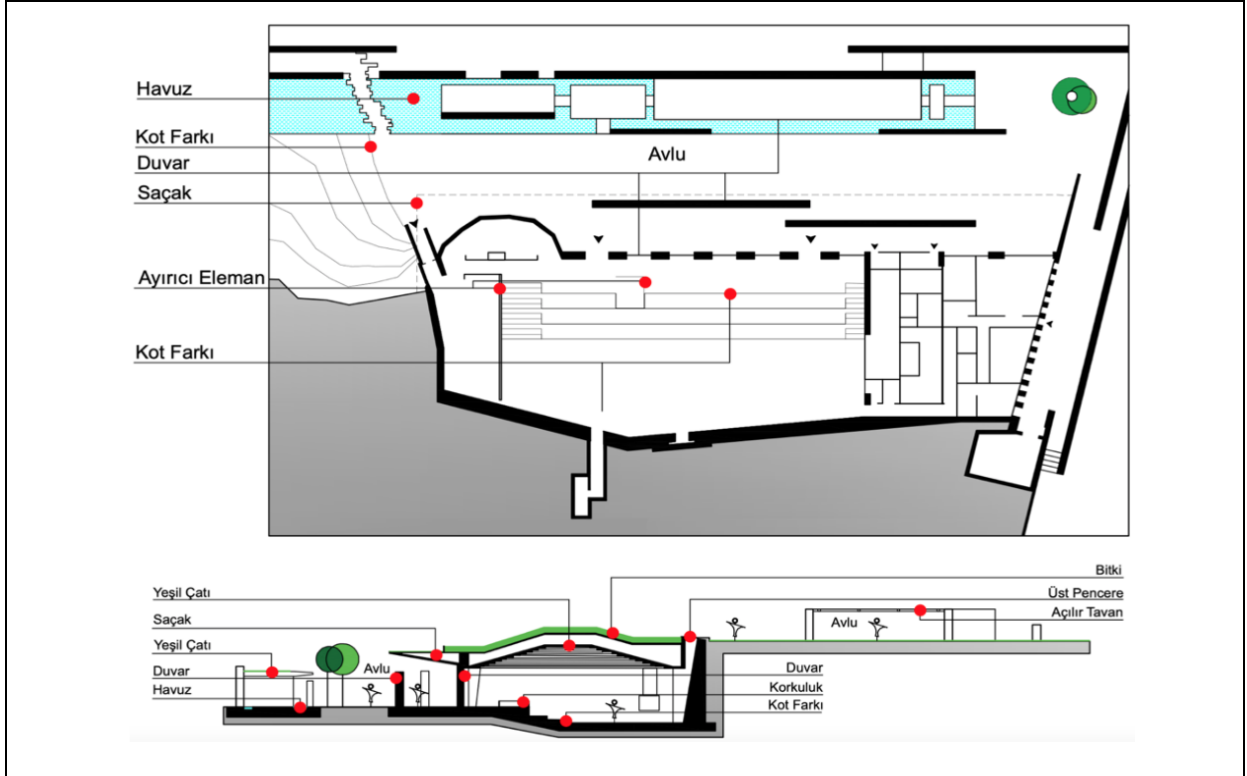 Havuz
Kot Farkı
Duvar
Avlu
Saçak
Ayırıcı Eleman
Kot Farkı
Bitki
Yeşil Çatı
Üst Pencere
Saçak
Açılır Tavan
Avlu
Yeşil Çatı
Avlu
Duvar
Duvar
Havuz
Korkuluk
Kot Farkı